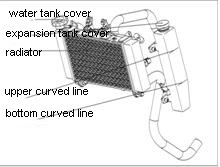 water tank cover
expansion tank cover
radiator
upper curved line
bottom curved line